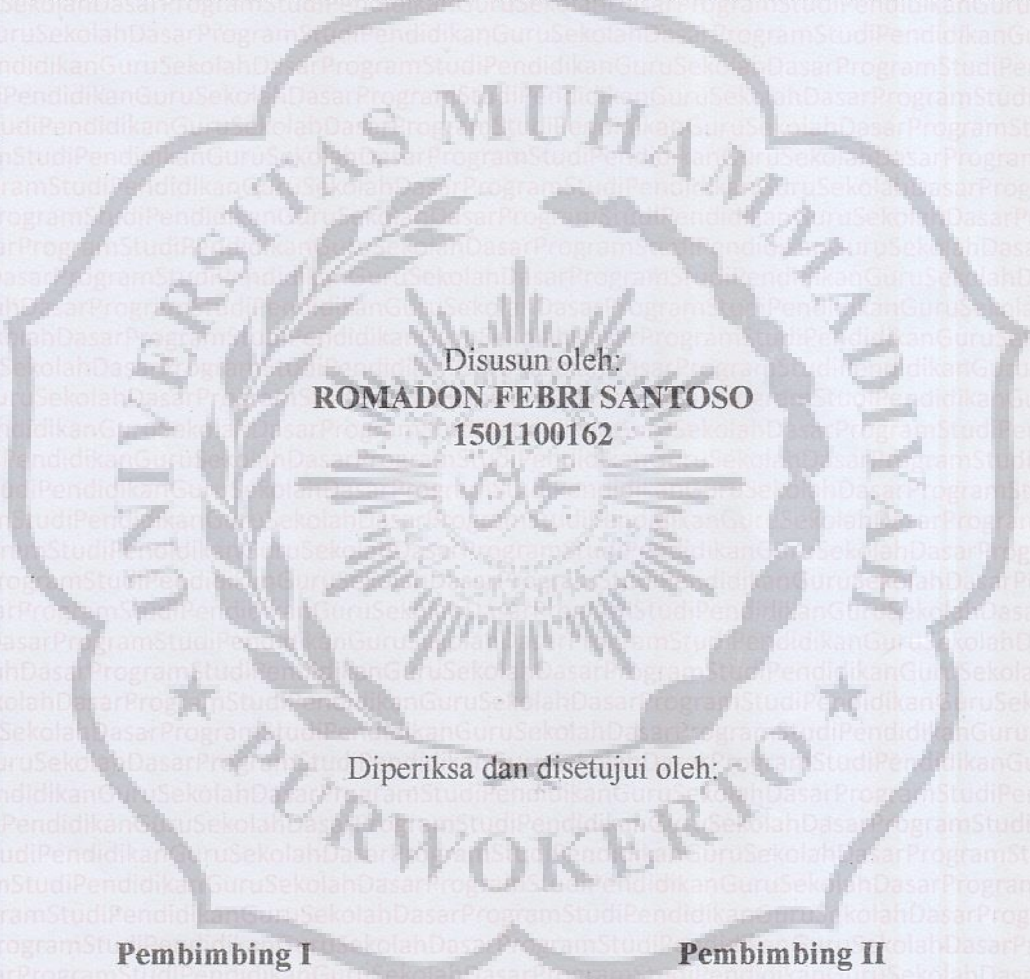 UNIVERSITAS MUHAMMADIYAH
Disusun oleh:
ROMADON FEBRI SANTOSO
1501100162
Diperiksa dan disetujui oleh:
PURWOKERTO
Pembimbing I Pembimbing II